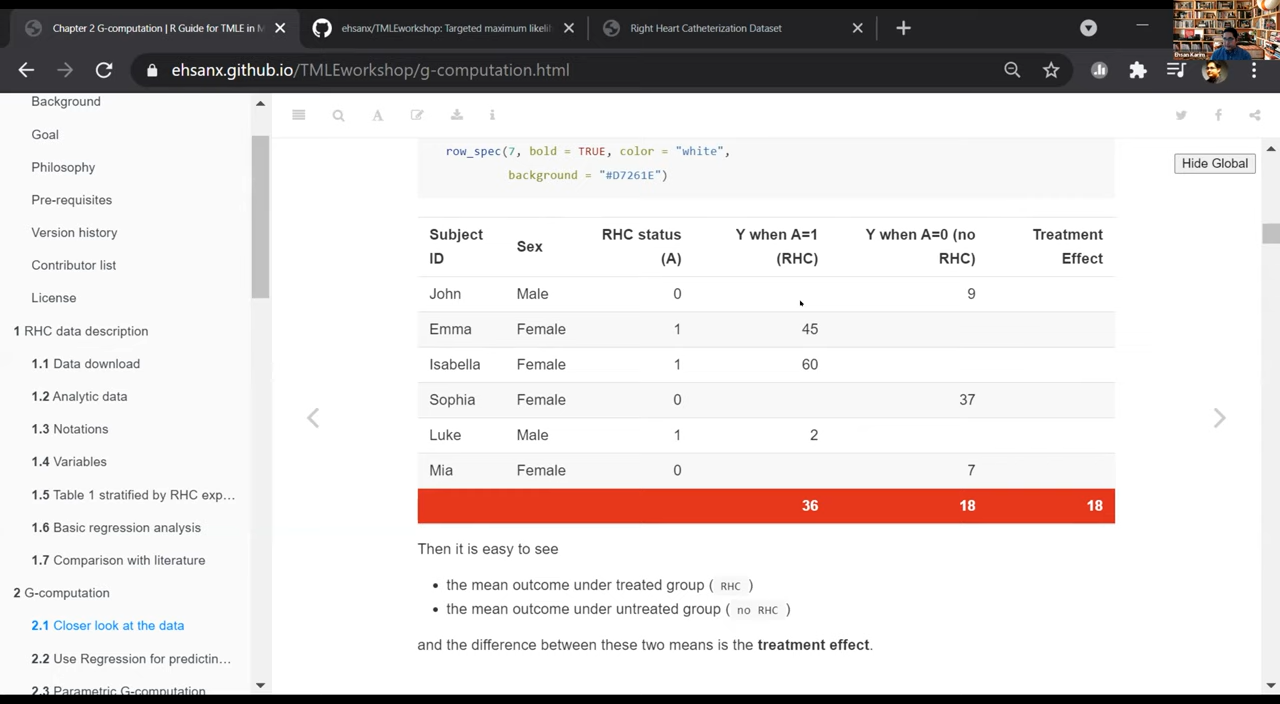 Chapter 2 G-computation | R Guide for TMLE in M
ehsanx/TMLEworkshop: Targeted maximum likeli
Right Heart Catheterization Dataset
Ehsan Karim
ehsanx.github.io/TMLEworkshop/g-computation.html
Background
Goal
Philosophy
Pre-requisites
Version history
Contributor list
License
1 RHC data description
1.1 Data download
1.2 Analytic data
1.3 Notations
1.4 Variables
1.5 Table 1 stratified by RHC exp…
1.6 Basic regression analysis
1.7 Comparison with literature
2 G-computation
2.1 Closer look at the data
2.2 Use Regression for predictin…
2.3 Parametric G-computation
A
i
Hide Global
row_spec(7, bold = TRUE, color = "white",
background = "#D7261E")
Subject ID Sex RHC status (A) Y when A=1 (RHC) Y when A=0 (no RHC) Treatment Effect
John Male 0 9
Emma Female 1 45
Isabella Female 1 60
Sophia Female 0 37
Luke Male 1 2
Mia Female 0 7
36 18 18
Then it is easy to see
• the mean outcome under treated group ( RHC )
• the mean outcome under untreated group ( no RHC )
and the difference between these two means is the treatment effect.